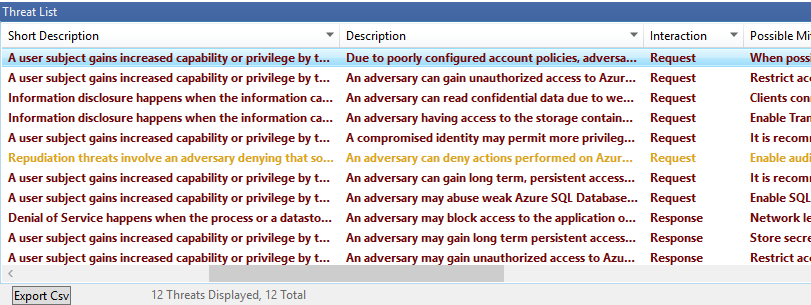 Threat List
Short Description Description Interaction Possible Mi
A user subject gains increased capability or privilege by t... Due to poorly configured account policies, adversa... Request When possi
A user subject gains increased capability or privilege by t... An adversary can gain unauthorized access to Azur... Request Restrict acc
Information disclosure happens when the information ca... An adversary can read confidential data due to we... Request Clients conn
Information disclosure happens when the information ca... An adversary having access to the storage contain... Request Enable Tran
A user subject gains increased capability or privilege by t... A compromised identity may permit more privileg... Request It is recom
Repudiation threats involve an adversary denying that so... An adversary can deny actions performed on Azur... Request Enable audi
A user subject gains increased capability or privilege by t... An adversary can gain long term, persistent access... Request It is recom
A user subject gains increased capability or privilege by t... An adversary may abuse weak Azure SQL Database... Request Enable SQL
Denial of Service happens when the process or a datasto... An adversary may block access to the application o... Response Network le
A user subject gains increased capability or privilege by t... An adversary may gain long term persistent access... Response Store secre
A user subject gains increased capability or privilege by t... An adversary may gain unauthorized access to Az... Response Restrict acc
Export Csv 12 Threats Displayed, 12 Total